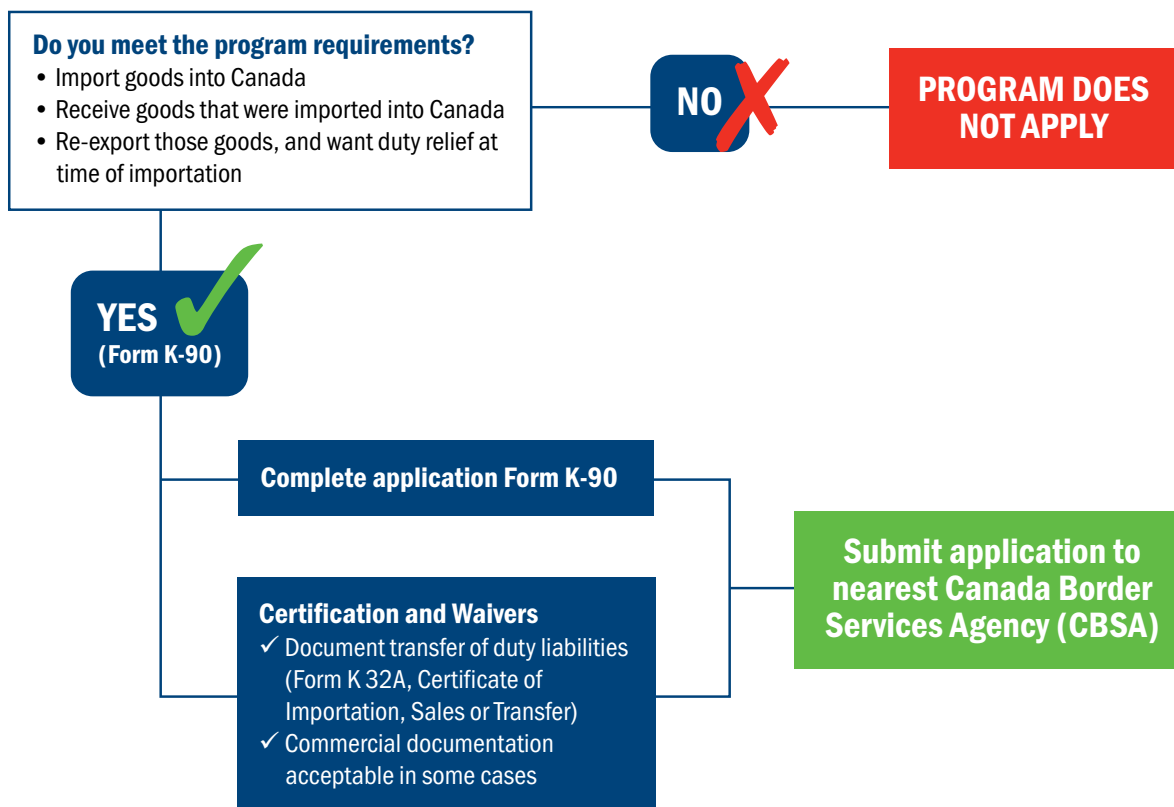 Do you meet the program requirements?
• Import goods into Canada
• Receive goods that were imported into Canada
• Re-export those goods, and want duty relief at
time of importation
NO
PROGRAM DOES
NOT APPLY
YES
(Form K-90)
Complete application Form K-90
Certification and Waivers
✓ Document transfer of duty liabilities
(Form K 32A, Certificate of
Importation, Sales or Transfer)
✓ Commercial documentation
acceptable in some cases
Submit application to
nearest Canada Border
Services Agency (CBSA)